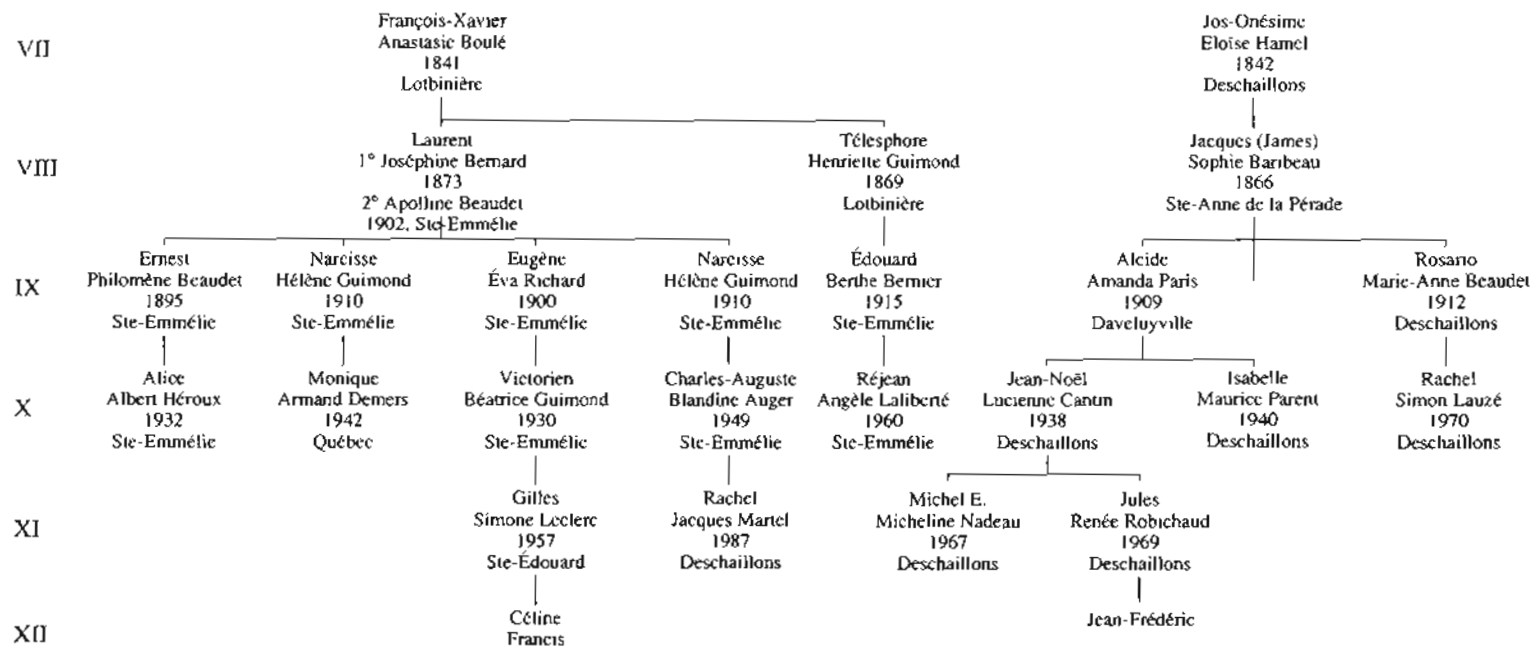 VII
François-Xavier
Anastasie Boulé
1841
Lotbinière
Jos-Onésime
Eloïse Hamel
1842
Deschaillons
VIII
Laurent
1° Joséphine Bernard
1873
2° Apolline Beaudet
1902, Ste-Emmélie
Télesphore
Henriette Guimond
1869
Lotbinière
Jacques (James)
Sophie Baribeau
1866
Ste-Anne de la Pérade
IX
Ernest
Philomène Beaudet
1895
Ste-Emmélie
Narcisse
Hélène Guimond
1910
Ste-Emmélie
Eugène
Éva Richard
1900
Ste-Emmélie
Narcisse
Hélène Guimond
1910
Ste-Emmélie
Édouard
Berthe Bernier
1915
Ste-Emmélie
Alcide
Amanda Paris
1909
Daveluyville
Rosario
Marie-Anne Beaudet
1912
Deschaillons
X
Alice
Albert Héroux
1932
Ste-Emmélie
Monique
Armand Demers
1942
Québec
Victorien
Béatrice Guimond
1930
Ste-Emmélie
Charles-Auguste
Blandine Auger
1949
Ste-Emmélie
Réjean
Angèle Laliberté
1960
Ste-Emmélie
Jean-Noël
Lucienne Cantin
1938
Deschaillons
Isabelle
Maurice Parent
1940
Deschaillons
Rachel
Simon Lauzé
1970
Deschaillons
XI
Gilles
Simone Leclerc
1957
Ste-Édouard
Rachel
Jacques Martel
1987
Deschaillons
Michel E.
Micheline Nadeau
1967
Deschaillons
Jules
Renée Robichaud
1969
Deschaillons
XII
Céline
Francis
Jean-Frédéric